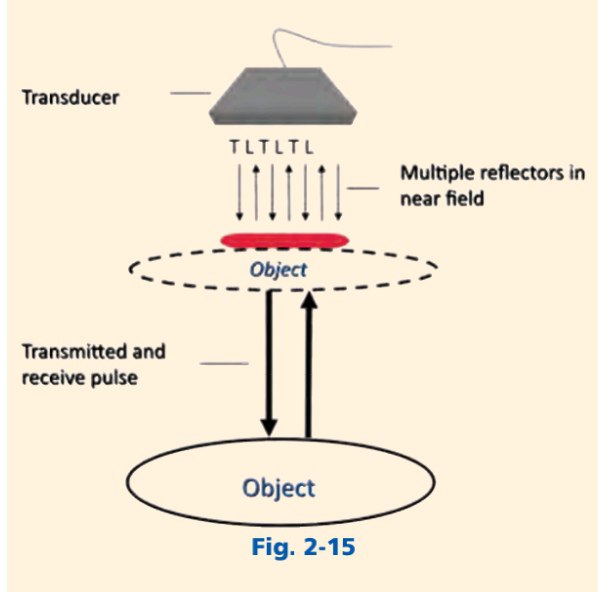 Transducer
T L T L T L
Multiple reflectors in
near field
Object
Transmitted and
receive pulse
Object
Fig. 2-15